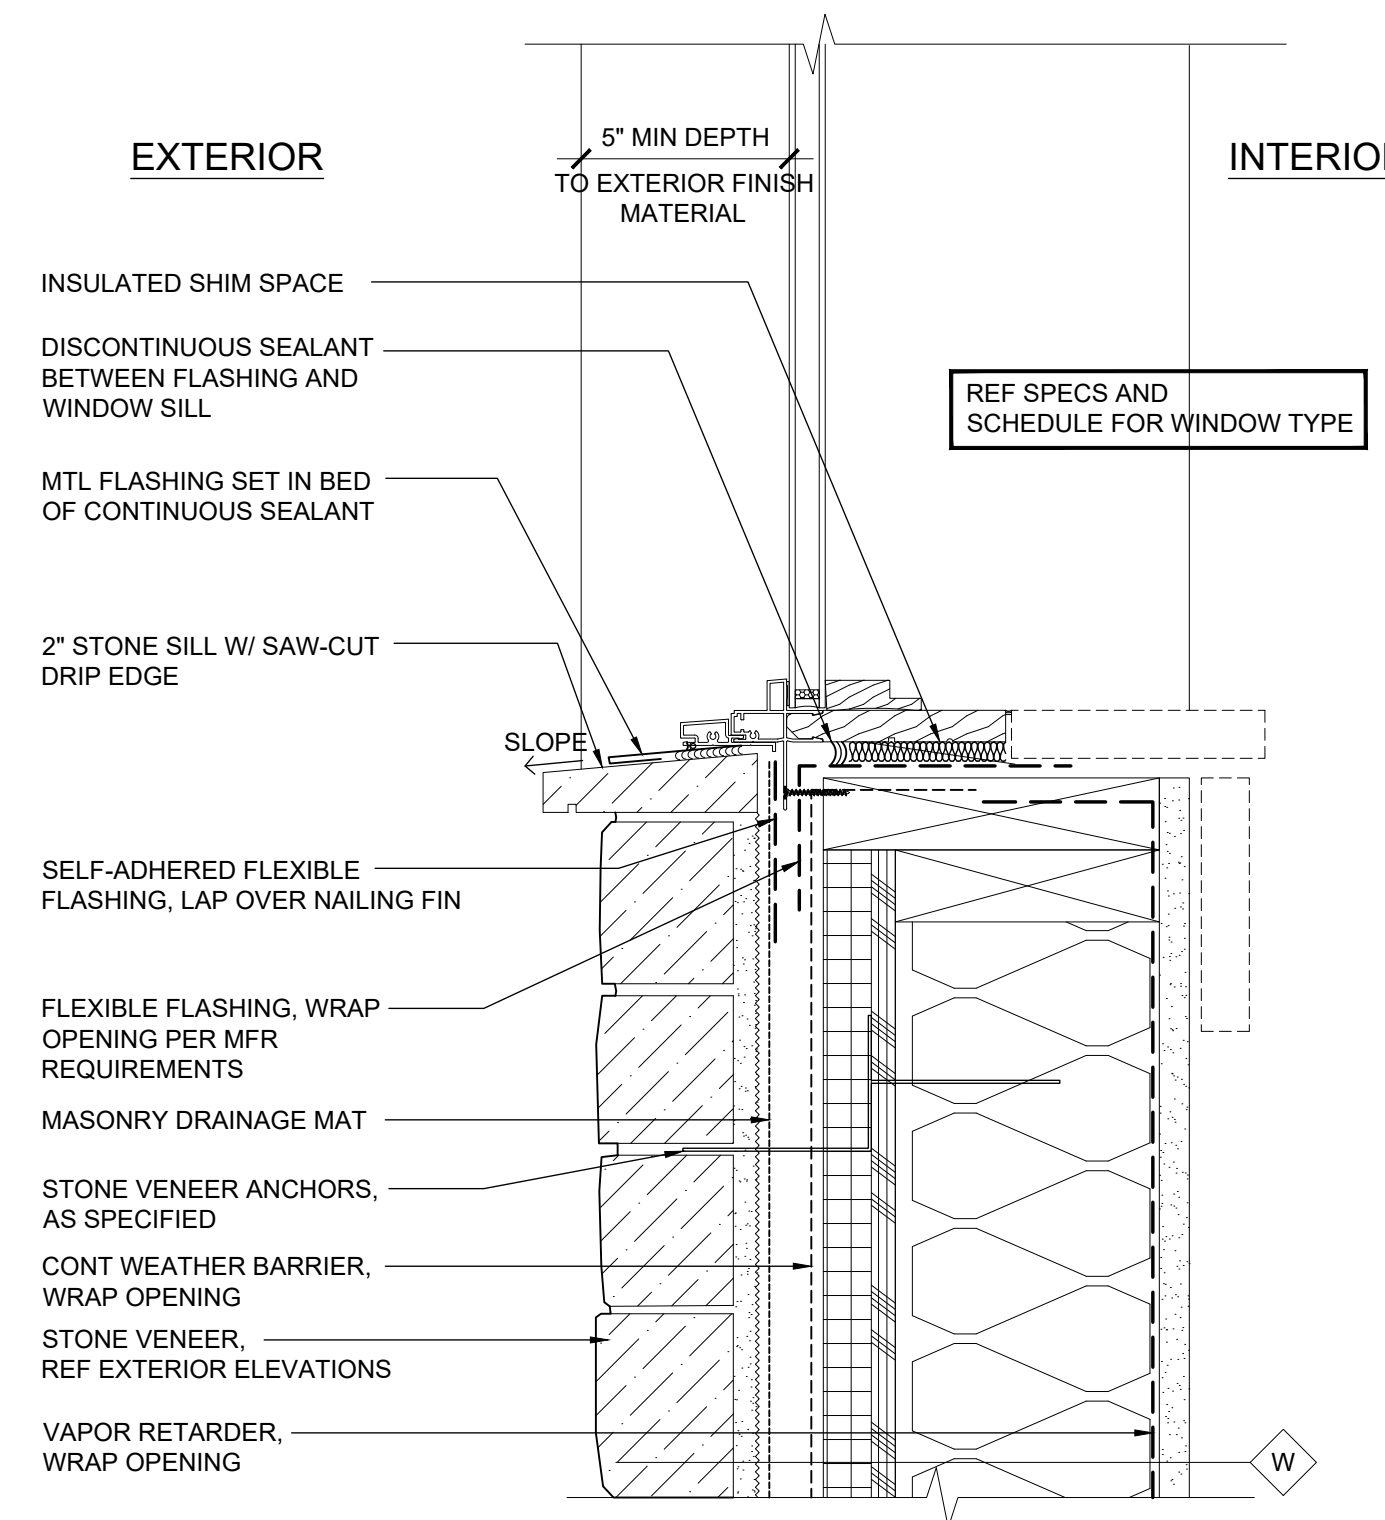 EXTERIOR
5" MIN DEPTH
TO EXTERIOR FINISH
MATERIAL
INTERIOR
INSULATED SHIM SPACE
DISCONTINUOUS SEALANT
BETWEEN FLASHING AND
WINDOW SILL
REF SPECS AND
SCHEDULE FOR WINDOW TYPE
MTL FLASHING SET IN BED
OF CONTINUOUS SEALANT
2" STONE SILL W/ SAW-CUT
DRIP EDGE
SLOPE
SELF-ADHERED FLEXIBLE
FLASHING, LAP OVER NAILING FIN
FLEXIBLE FLASHING, WRAP
OPENING PER MFR
REQUIREMENTS
MASONRY DRAINAGE MAT
STONE VENEER ANCHORS,
AS SPECIFIED
CONT WEATHER BARRIER,
WRAP OPENING
STONE VENEER,
REF EXTERIOR ELEVATIONS
VAPOR RETARDER,
WRAP OPENING
W